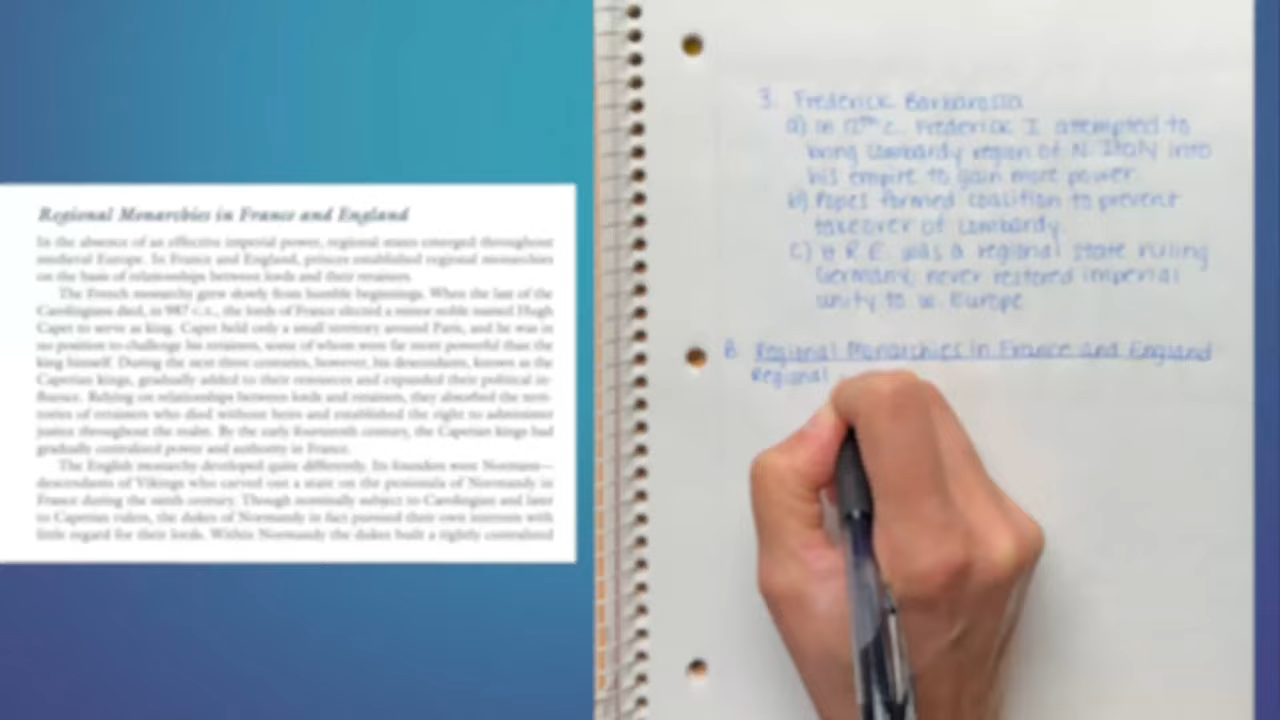 Regional Monarchies in France and England
In the absence of an effective imperial power, regional states emerged throughout
medieval Europe. In France and England, princes established regional monarchies
on the basis of relationships between lords and their retainers.
The French monarchy grew slowly from humble beginnings. When the last of the
Carolingians died, in 987 C.E., the lords of France elected a minor noble named Hugh
Capet to serve as king. Capet held only a small territory around Paris, and he was in
no position to challenge his retainers, some of whom were far more powerful than the
king himself. During the next three centuries, however, his descendants, known as the
Capetian kings, gradually added to their resources and expanded their political in-
fluence. Relying on relationships between lords and retainers, they absorbed the terri-
tories of retainers who died without heirs and established the right to administer
justice throughout the realm. By the early fourteenth century, the Capetian kings had
gradually centralized power and authority in France.
The English monarchy developed quite differently. Its founders were Normans—
descendants of Vikings who carved out a state on the peninsula of Normandy in
France during the ninth century. Though nominally subject to Carolingian and later
to Capetian rulers, the dukes of Normandy in fact pursued their own interests with
little regard for their lords. Within Normandy the dukes built a tightly centralized
3. Frederick Barbarossa
a) in 12th c. Frederick I attempted to
bring Lombardy region of N. Italy into
his empire to gain more power
b) Popes formed coalition to prevent
takeover of Lombardy.
c) H.R.E. was a regional state ruling
Germany, never restored imperial
unity to W. Europe
B. Regional Monarchies in France and England
Regional